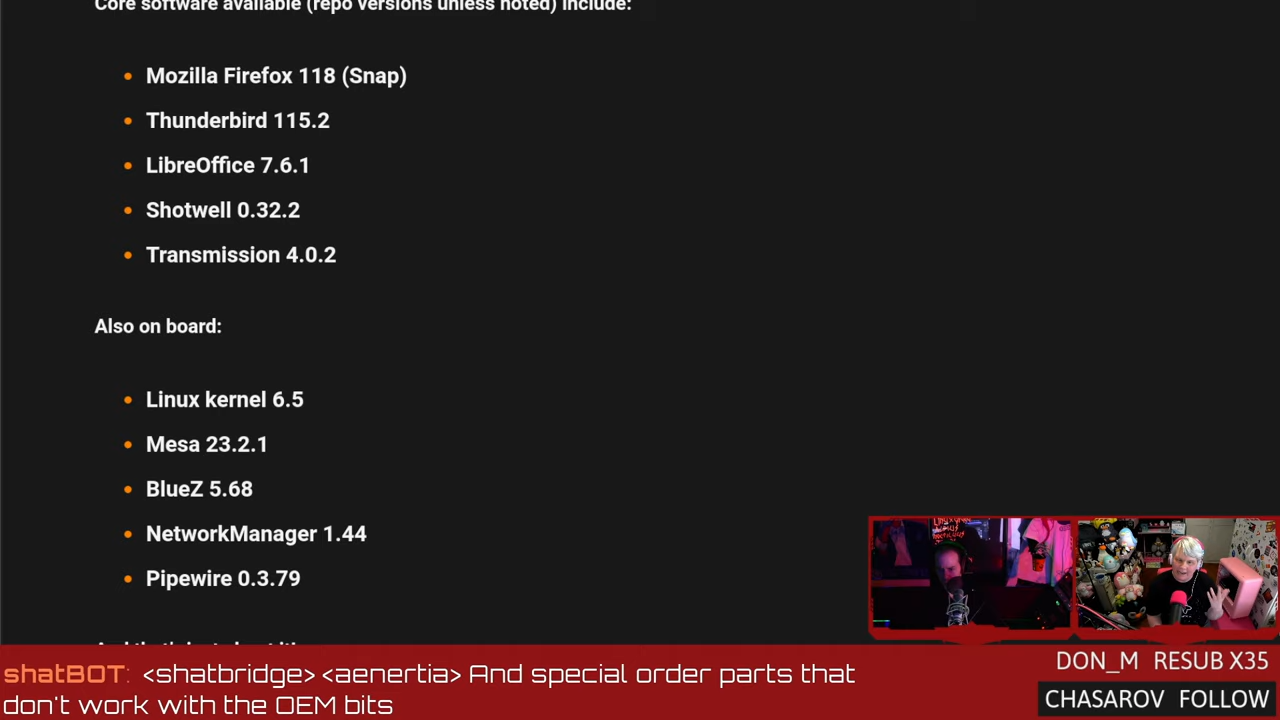 Core software available (repo versions unless noted) include:
Mozilla Firefox 118 (Snap)
Thunderbird 115.2
LibreOffice 7.6.1
Shotwell 0.32.2
Transmission 4.0.2
Also on board:
Linux kernel 6.5
Mesa 23.2.1
BlueZ 5.68
NetworkManager 1.44
Pipewire 0.3.79
shatBOT: <shatbridge> <aenertia> And special order parts that
don't work with the OEM bits
DON_M RESUB X35
CHASAROV FOLLOW